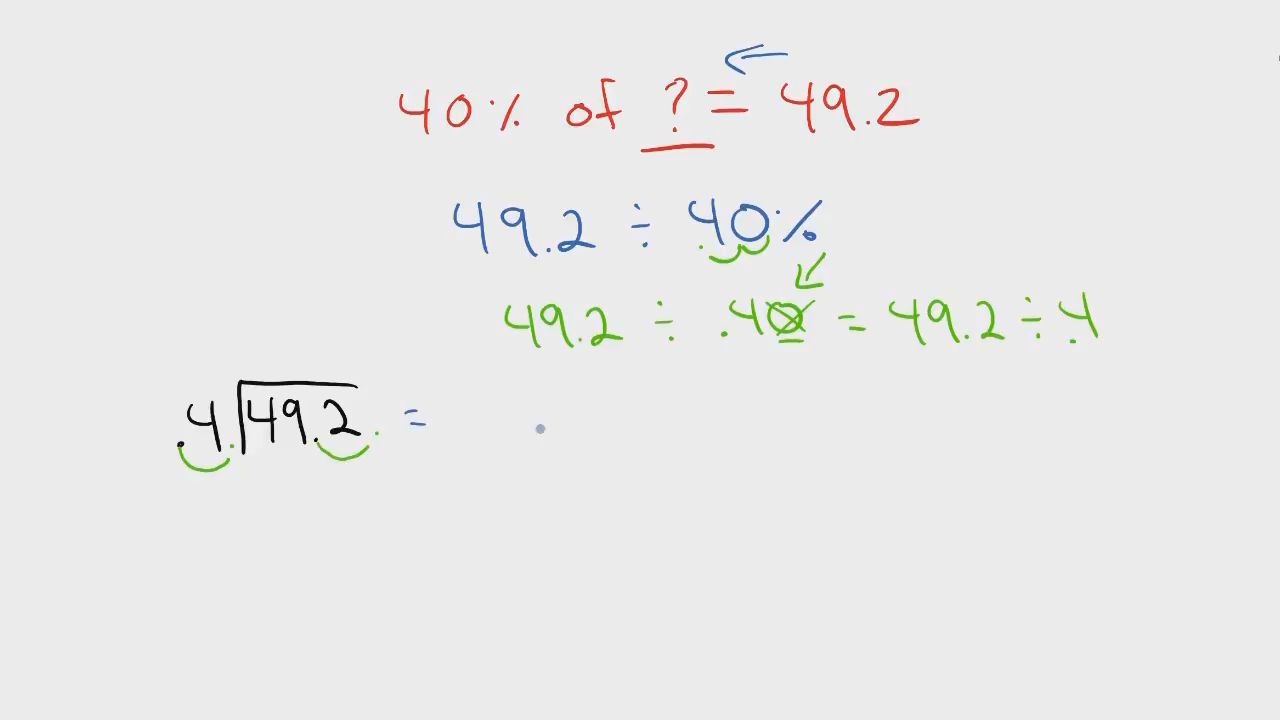 40% of ? = 49.2
49.2 ÷ .40%
49.2 ÷ .40 = 49.2 ÷ .4
.4.⟌49.2. =